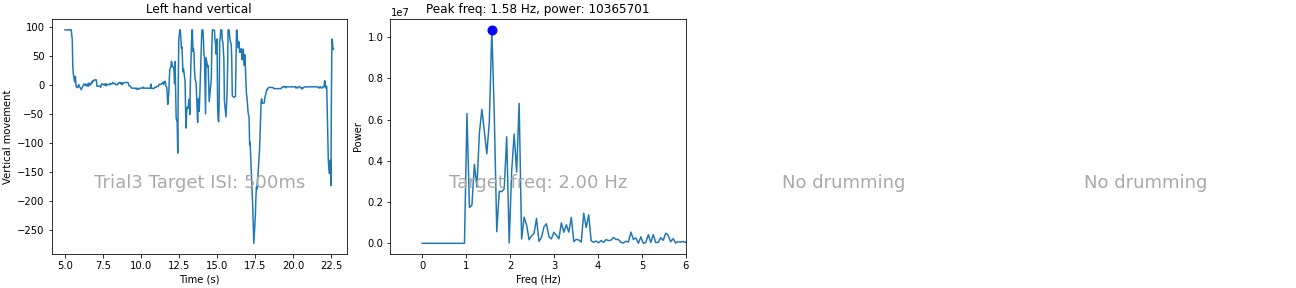 Left hand vertical
Vertical movement
100
50
0
−50
−100
−150
−200
−250
Trial3 Target ISI: 500ms
5.0 7.5 10.0 12.5 15.0 17.5 20.0 22.5
Time (s)
Peak freq: 1.58 Hz, power: 10365701
1e7
Power
1.0
0.8
0.6
0.4
0.2
0.0
Target freq: 2.00 Hz
0 1 2 3 4 5 6
Freq (Hz)
No drumming
No drumming